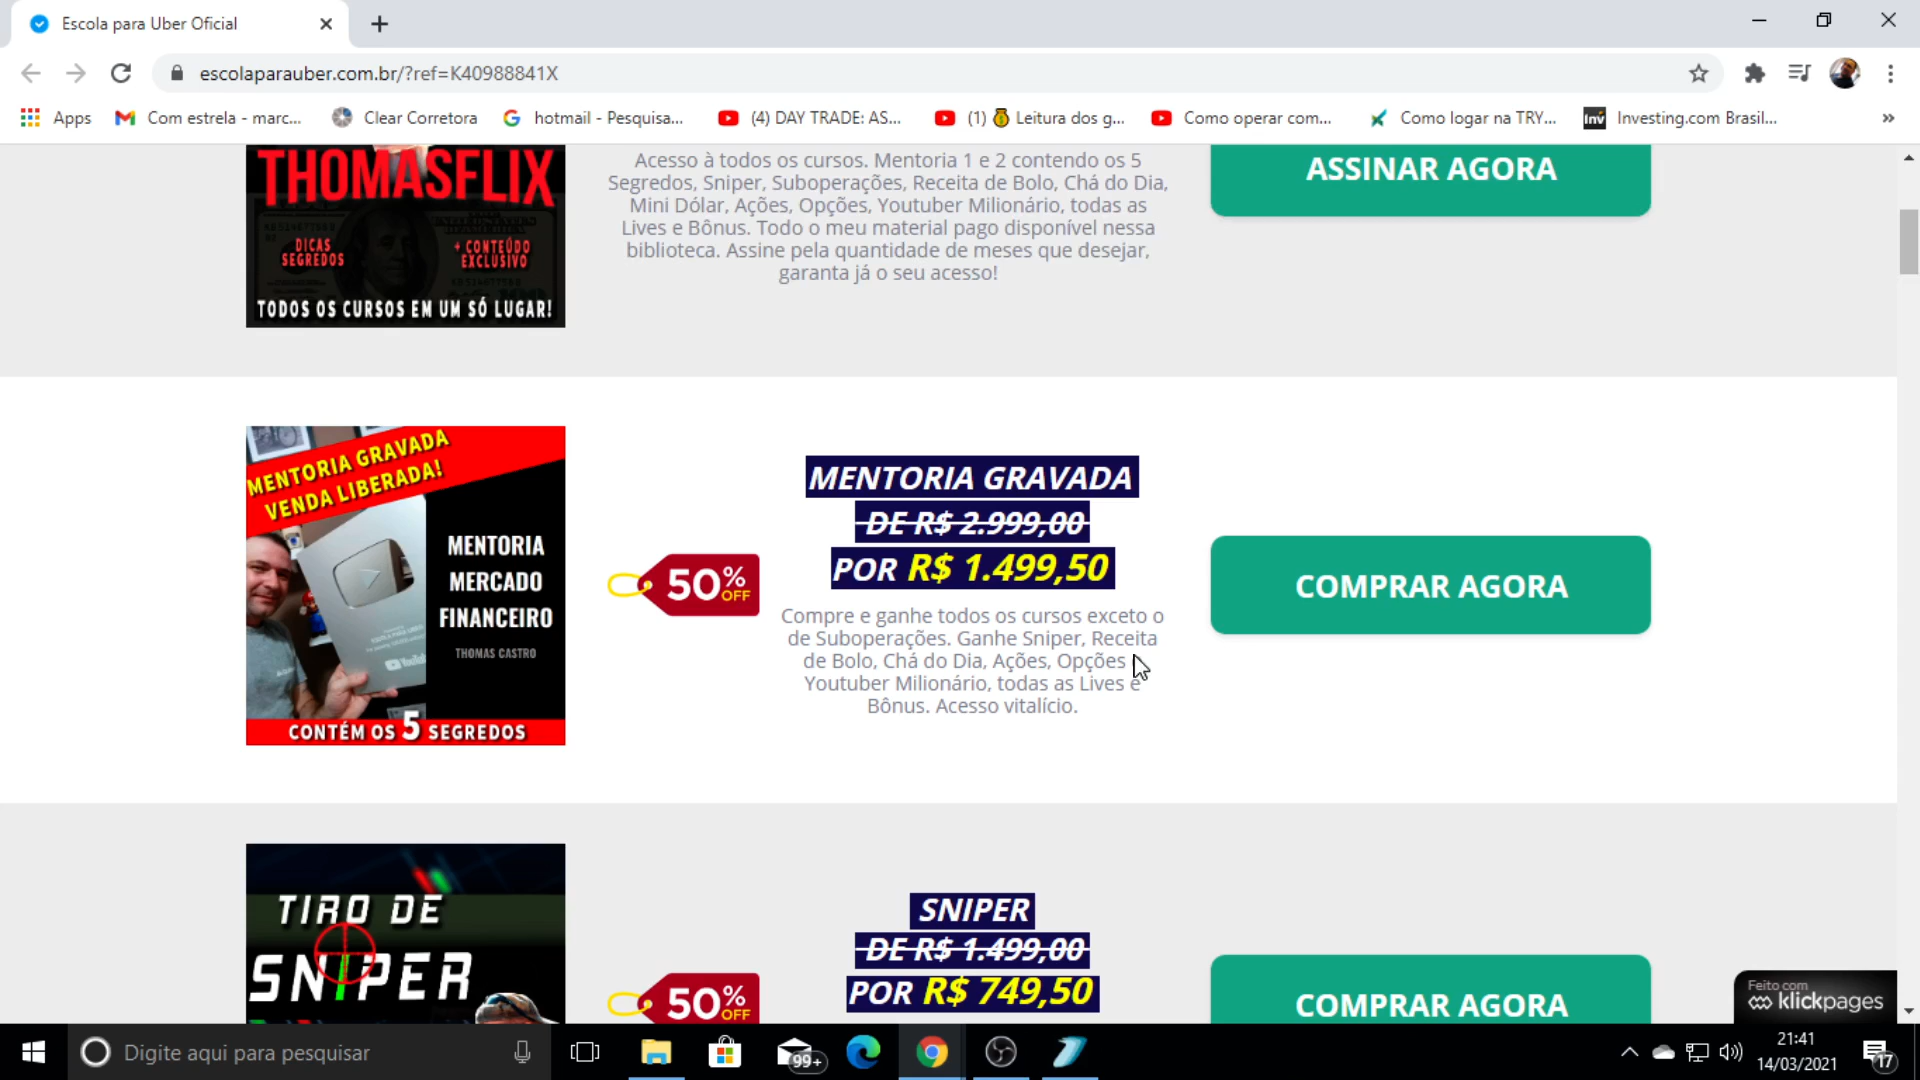 Escola para Uber Oficial
escolaparauber.com.br/?ref=K40988841X
Apps
Com estrela - marc...
Clear Corretora
hotmail - Pesquisa...
(4) DAY TRADE: AS...
(1) Leitura dos g...
Como operar com...
Como logar na TRY...
Inv
Investing.com Brasil...
»
THOMASFLIX
DICAS
SEGREDOS
+ CONTEÚDO
EXCLUSIVO
TODOS OS CURSOS EM UM SÓ LUGAR!
Acesso à todos os cursos. Mentoria 1 e 2 contendo os 5
Segredos, Sniper, Suboperações, Receita de Bolo, Chá do Dia,
Mini Dólar, Ações, Opções, Youtuber Milionário, todas as
Lives e Bônus. Todo o meu material pago disponível nessa
biblioteca. Assine pela quantidade de meses que desejar,
garanta já o seu acesso!
ASSINAR AGORA
MENTORIA GRAVADA
VENDA LIBERADA!
MENTORIA
MERCADO
FINANCEIRO
THOMAS CASTRO
YouTube
CONTÉM OS 5 SEGREDOS
50% OFF
MENTORIA GRAVADA
DE R$ 2.999,00
POR R$ 1.499,50
Compre e ganhe todos os cursos exceto o
de Suboperações. Ganhe Sniper, Receita
de Bolo, Chá do Dia, Ações, Opções
Youtuber Milionário, todas as Lives e
Bônus. Acesso vitalício.
COMPRAR AGORA
TIRO DE
SNIPER
50% OFF
SNIPER
DE R$ 1.499,00
POR R$ 749,50
COMPRAR AGORA
Feito com
klickpages
Digite aqui para pesquisar
99+
21:41
14/03/2021
17